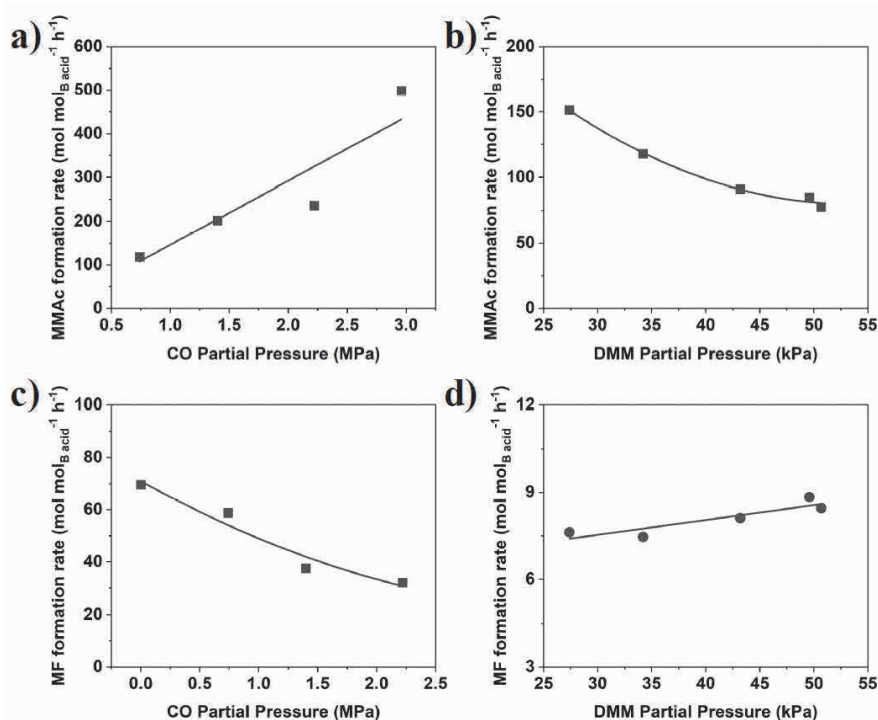 a)
MMAc formation rate (mol mol_B acid^-1 h^-1)
600
500
400
300
200
100
0
0.5 1.0 1.5 2.0 2.5 3.0
CO Partial Pressure (MPa)
b)
MMAc formation rate (mol mol_B acid^-1 h^-1)
200
150
100
50
0
25 30 35 40 45 50 55
DMM Partial Pressure (kPa)
c)
MF formation rate (mol mol_B acid^-1 h^-1)
100
80
60
40
20
0
0.0 0.5 1.0 1.5 2.0 2.5
CO Partial Pressure (MPa)
d)
MF formation rate (mol mol_B acid^-1 h^-1)
12
9
6
3
25 30 35 40 45 50 55
DMM Partial Pressure (kPa)